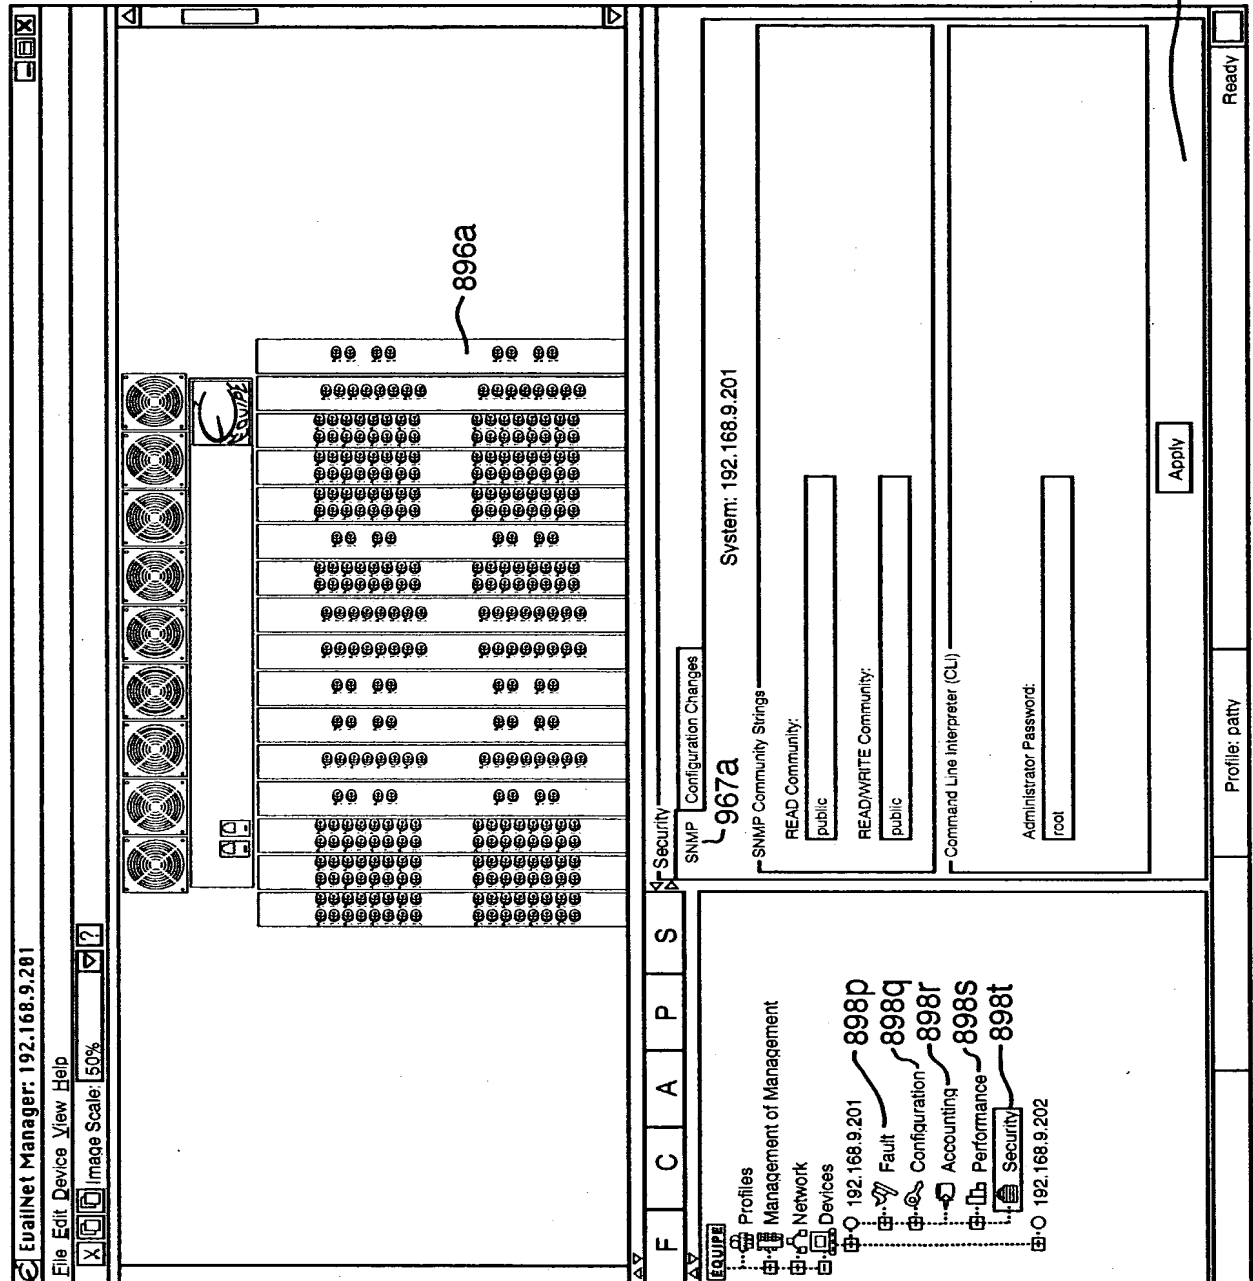 EuailNet Manager: 192.168.9.201
File Edit Device View Help
Image Scale: 50%
?
EQUIPE
896a
F C A P S
EQUIPE
Profiles
Management of Management
Network
Devices
192.168.9.201
898p
Fault
898q
Configuration
898r
Accounting
898s
Performance
898t
Security
192.168.9.202
Security
SNMP
Configuration Changes
967a
System: 192.168.9.201
SNMP Community Strings
READ Community:
public
READ/WRITE Community:
public
Command Line Interpreter (CLI)
Administrator Password:
root
Apply
Profile: patty
Ready